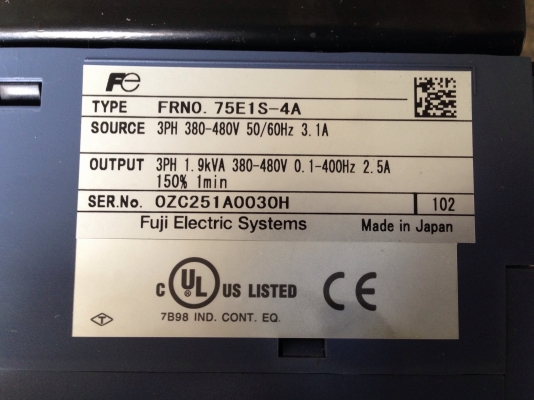 Fe
TYPE FRN0.75E1S-4A
SOURCE 3PH 380-480V 50/60Hz 3.1A
OUTPUT 3PH 1.9kVA 380-480V 0.1-400Hz 2.5A
150% 1min
SER.No. 0ZC251A0030H 102
Fuji Electric Systems Made in Japan
C UL US LISTED CE
7B98 IND. CONT. EQ.
T